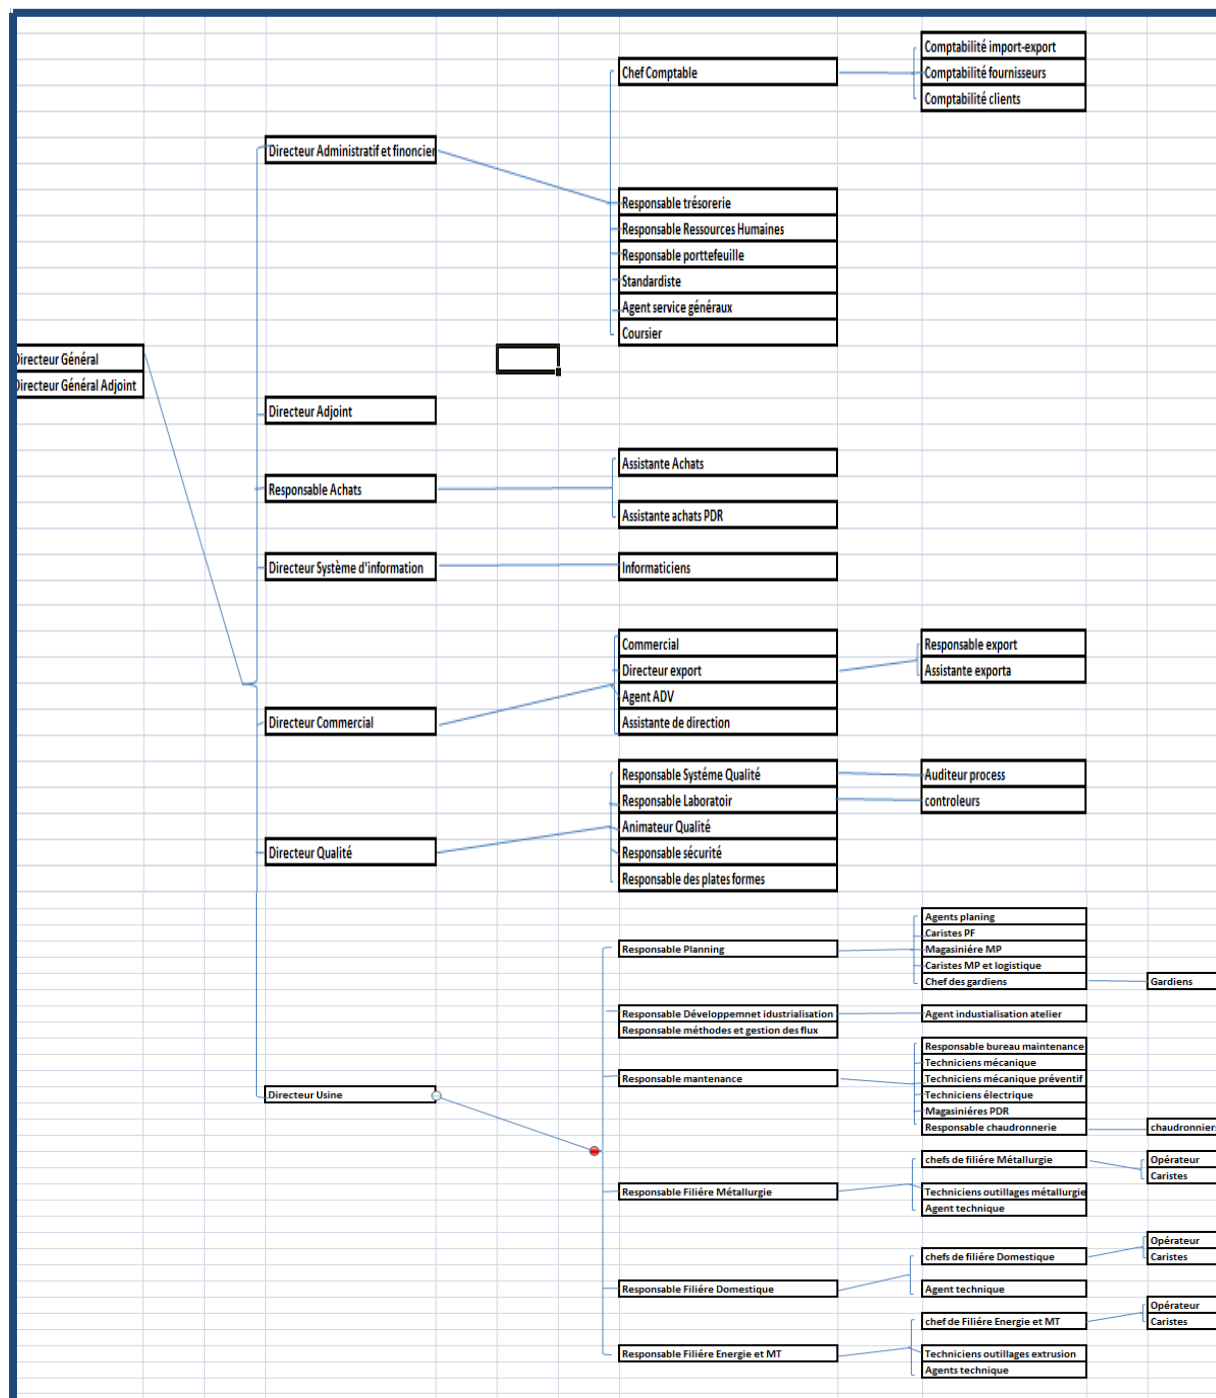 Comptabilité import-export
Chef Comptable
Comptabilité fournisseurs
Comptabilité clients
Directeur Administratif et finoncier
Responsable trésorerie
Responsable Ressources Humaines
Responsable porttefeuille
Standardiste
Agent service généraux
Coursier
Directeur Général
Directeur Général Adjoint
Directeur Adjoint
Assistante Achats
Responsable Achats
Assistante achats PDR
Directeur Système d'information
Informaticiens
Commercial
Responsable export
Directeur export
Assistante exporta
Agent ADV
Directeur Commercial
Assistante de direction
Responsable Systéme Qualité
Auditeur process
Responsable Laboratoir
controleurs
Animateur Qualité
Directeur Qualité
Responsable sécurité
Responsable des plates formes
Agents planing
Caristes PF
Responsable Planning
Magasiniére MP
Caristes MP et logistique
Chef des gardiens
Gardiens
Responsable Développemnet idustrialisation
Agent industialisation atelier
Responsable méthodes et gestion des flux
Responsable bureau maintenance
Techniciens mécanique
Responsable mantenance
Techniciens mécanique préventif
Directeur Usine
Techniciens électrique
Magasiniéres PDR
Responsable chaudronnerie
chaudronniers
chefs de filiére Métallurgie
Opérateur
Caristes
Responsable Filiére Métallurgie
Techniciens outillages métallurgie
Agent technique
Opérateur
chefs de filiére Domestique
Caristes
Responsable Filiére Domestique
Agent technique
Opérateur
chef de Filiére Energie et MT
Caristes
Responsable Filiére Energie et MT
Techniciens outillages extrusion
Agents technique